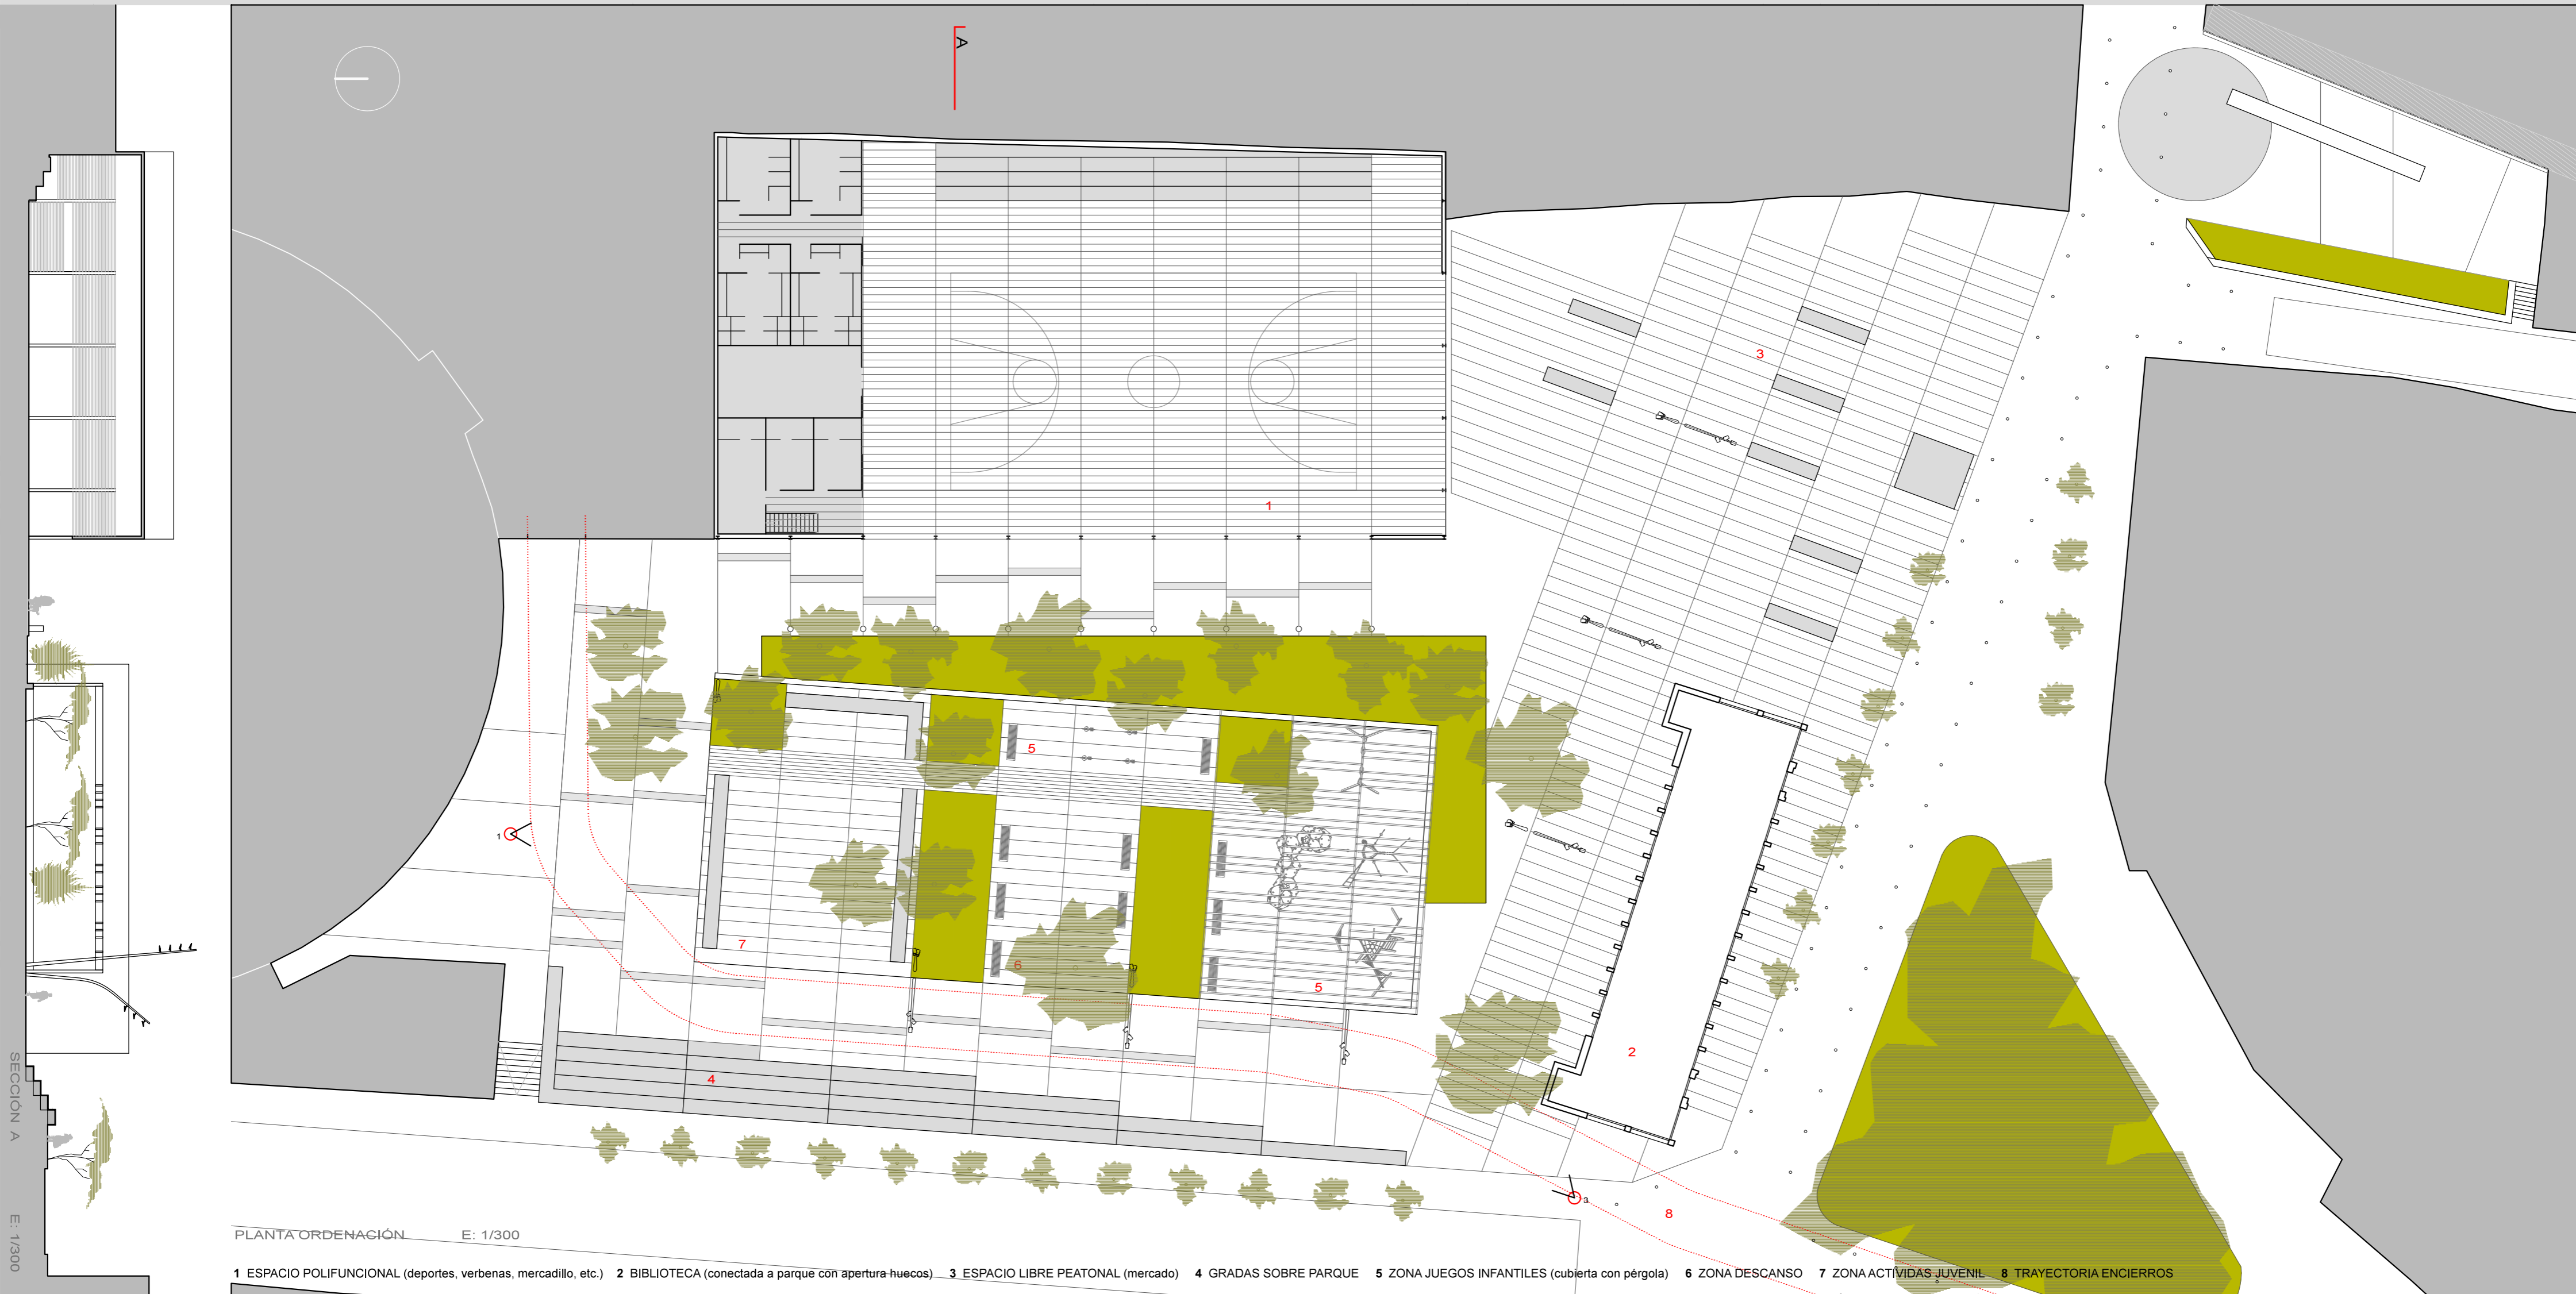 A
3
1
5
1
7
6
5
2
4
3
8
SECCIÓN A E: 1/300
PLANTA ORDENACIÓN E: 1/300
1 ESPACIO POLIFUNCIONAL (deportes, verbenas, mercadillo, etc.) 2 BIBLIOTECA (conectada a parque con apertura huecos) 3 ESPACIO LIBRE PEATONAL (mercado) 4 GRADAS SOBRE PARQUE 5 ZONA JUEGOS INFANTILES (cubierta con pérgola) 6 ZONA DESCANSO 7 ZONA ACTIVIDAS JUVENIL 8 TRAYECTORIA ENCIERROS